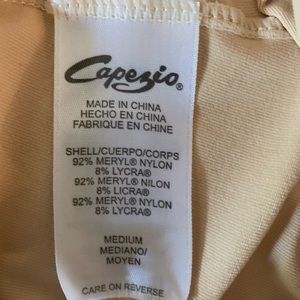 Capezio®
MADE IN CHINA
HECHO EN CHINA
FABRIQUE EN CHINE
SHELL/CUERPO/CORPS
92% MERYL® NYLON
8% LYCRA®
92% MERYL® NILON
8% LICRA®
92% MERYL® NYLON
8% LYCRA®
MEDIUM
MEDIANO/
MOYEN
CARE ON REVERSE